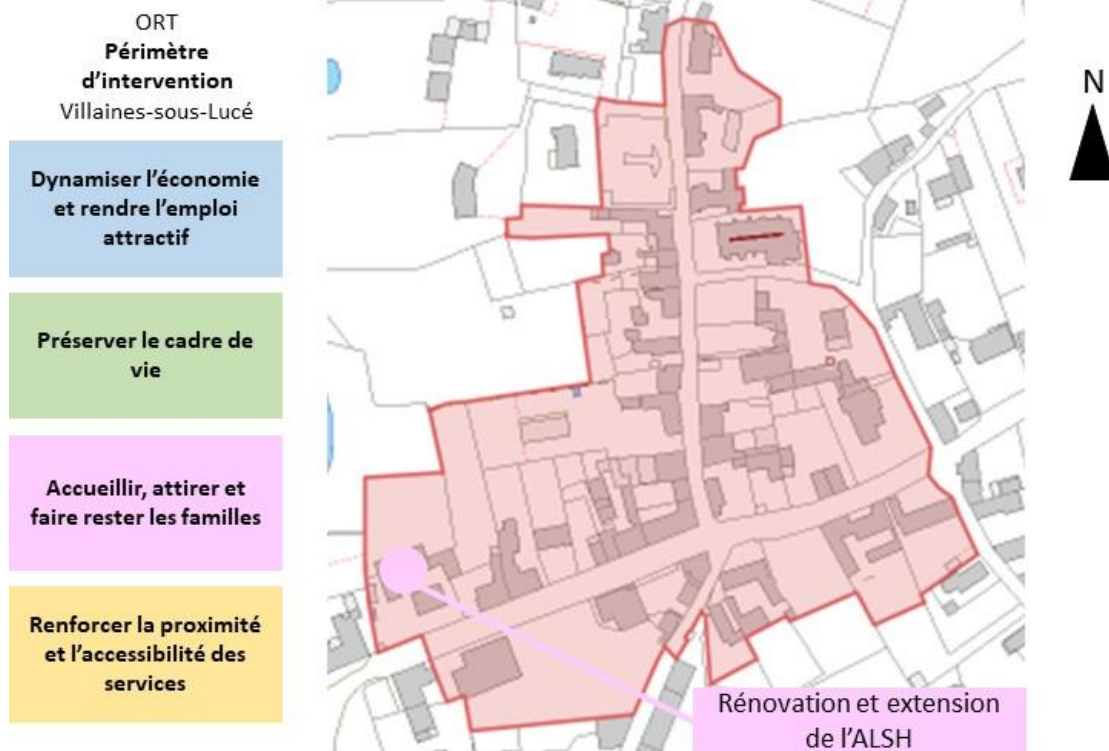 ORT
Périmètre
d’intervention
Villaines-sous-Lucé
Dynamiser l’économie
et rendre l’emploi
attractif
Préserver le cadre de
vie
Accueillir, attirer et
faire rester les familles
Renforcer la proximité
et l’accessibilité des
services
N
Rénovation et extension
de l’ALSH